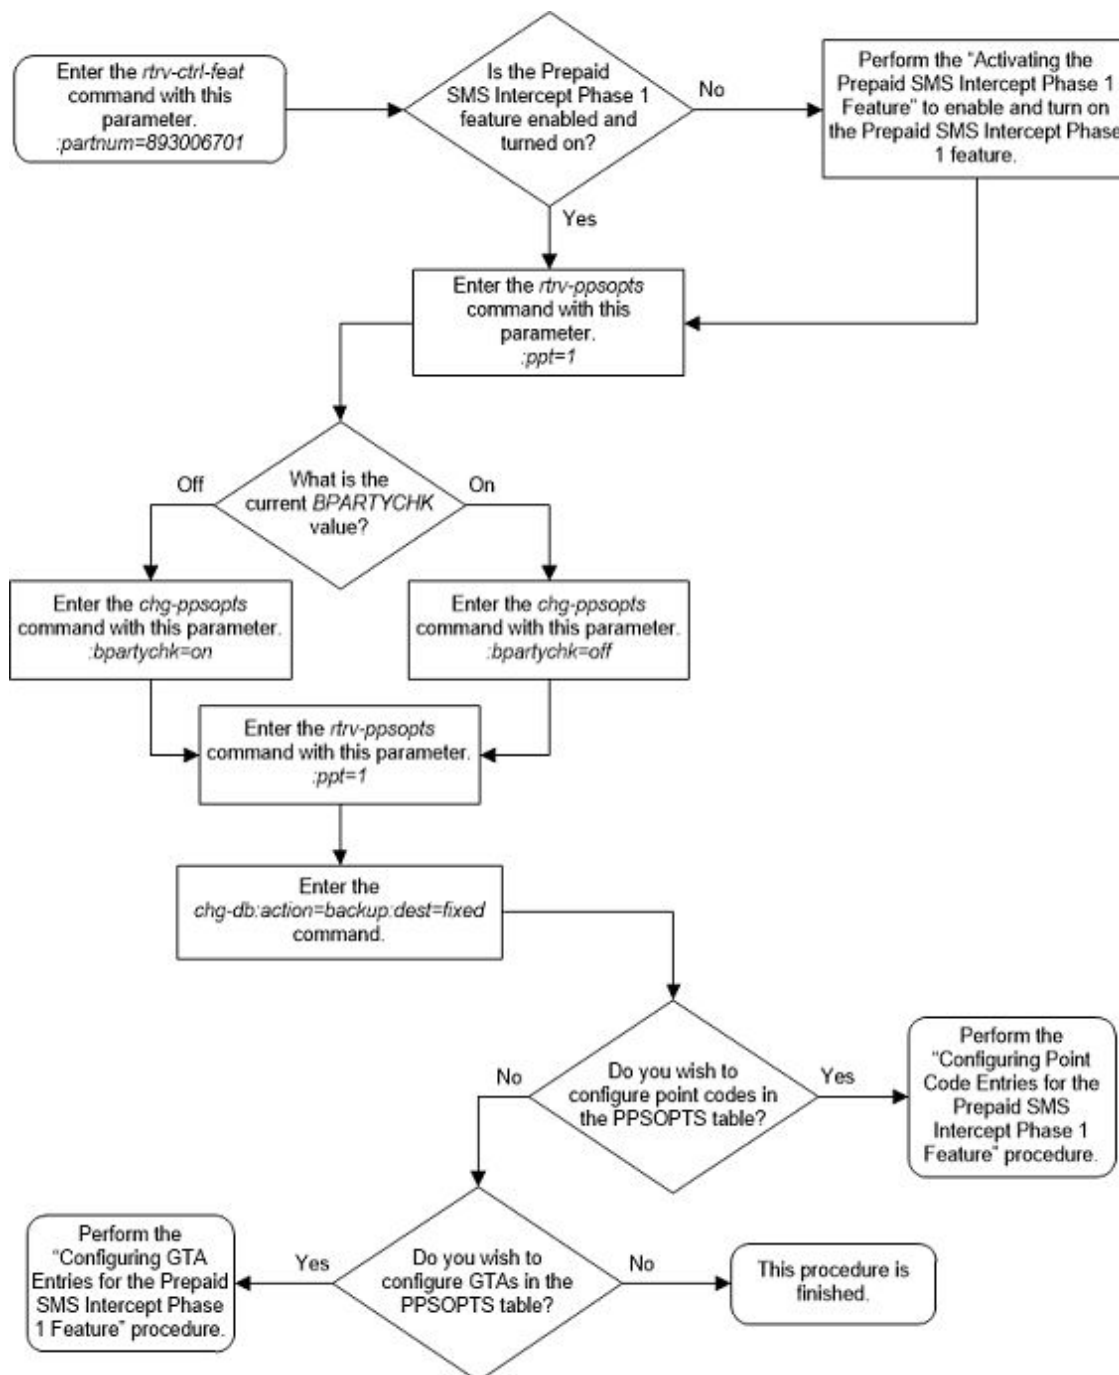 Enter the rtrv-ctrl-feat
command with this
parameter.
:partnum=893006701
Is the Prepaid
SMS Intercept Phase 1
feature enabled and
turned on?
No
Perform the "Activating the
Prepaid SMS Intercept Phase 1
Feature" to enable and turn on
the Prepaid SMS Intercept Phase
1 feature.
Yes
Enter the rtrv-ppsopts
command with this
parameter.
:ppt=1
What is the
current BPARTYCHK
value?
Off
On
Enter the chg-ppsopts
command with this parameter.
:bpartychk=on
Enter the chg-ppsopts
command with this parameter.
:bpartychk=off
Enter the rtrv-ppsopts
command with this parameter.
:ppt=1
Enter the
chg-db:action=backup:dest=fixed
command.
Do you wish to
configure point codes in
the PPSOPTS table?
No
Yes
Perform the
"Configuring Point
Code Entries for the
Prepaid SMS
Intercept Phase 1
Feature" procedure.
Do you wish to
configure GTAs in the
PPSOPTS table?
Yes
No
Perform the
"Configuring GTA
Entries for the Prepaid
SMS Intercept Phase
1 Feature" procedure.
This procedure is
finished.